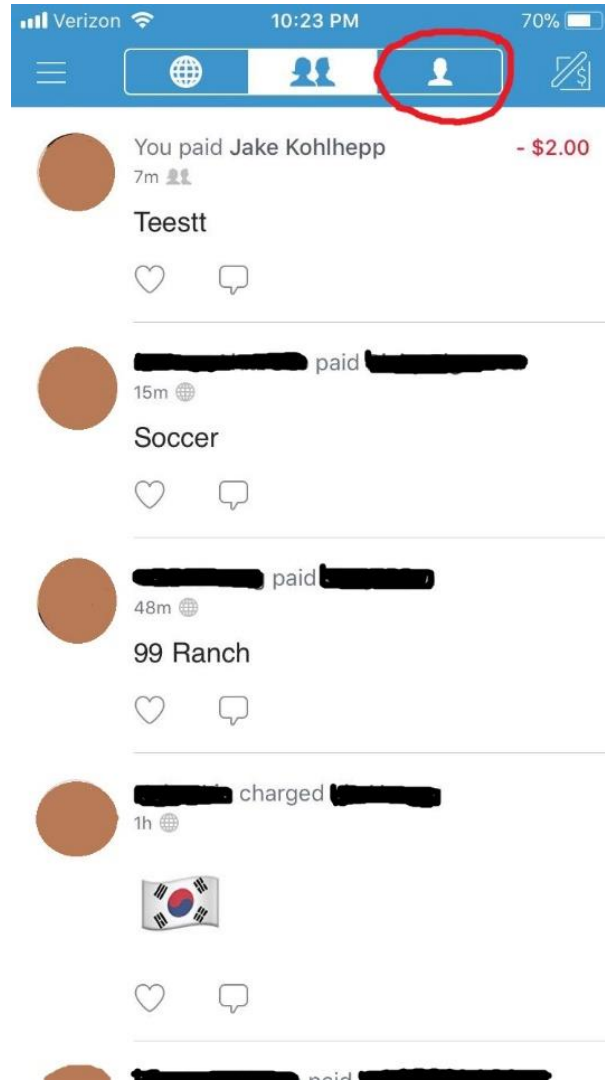 Verizon 10:23 PM 70%
You paid Jake Kohlhepp - $2.00
7m
Teestt
paid
15m
Soccer
paid
48m
99 Ranch
charged
1h
paid